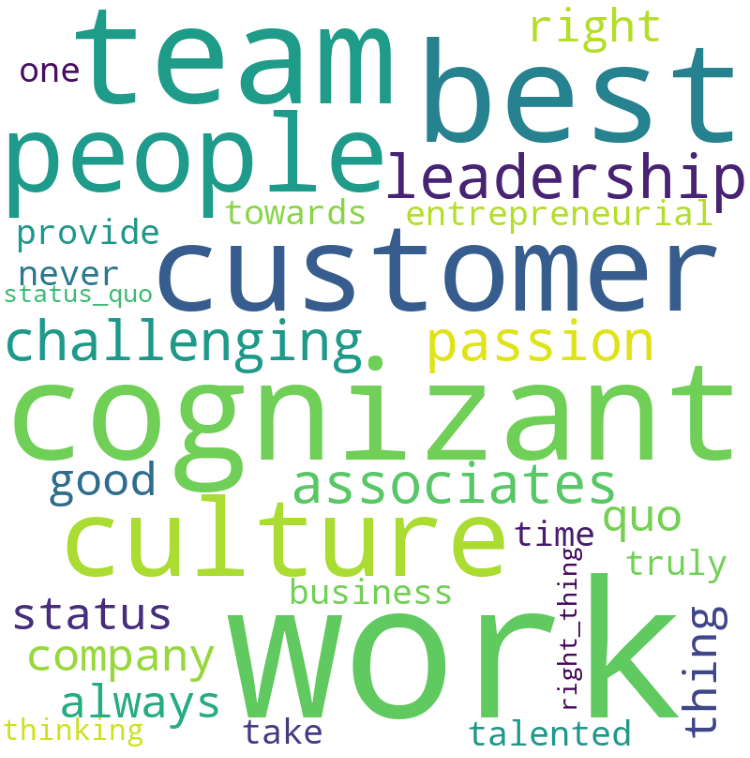 team
right
one
best
people
leadership
towards
entrepreneurial
provide
customer
never
status_quo
challenging
passion
cognizant
good
associates
culture
quo
time
truly
right_thing
business
work
status
thing
company
always
take
talented
thinking